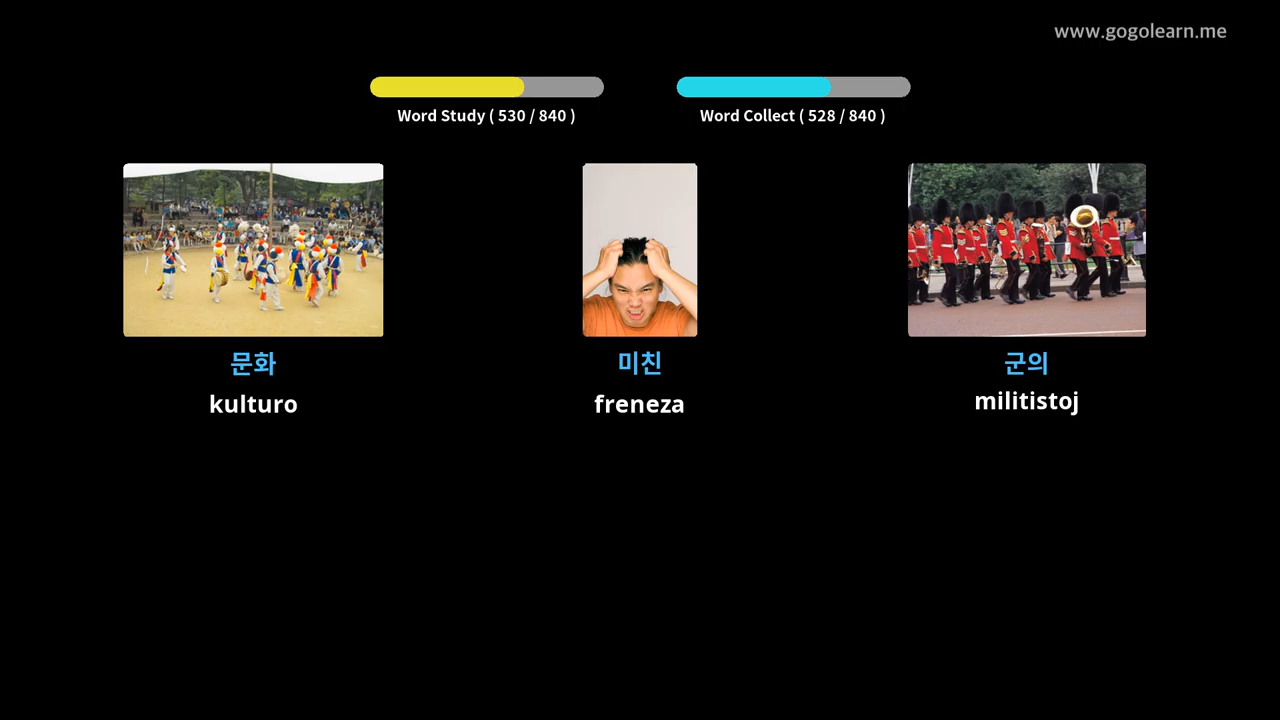 www.gogolearn.me
Word Study ( 530 / 840 )
Word Collect ( 528 / 840 )
문화
미친
군의
kulturo
freneza
militistoj